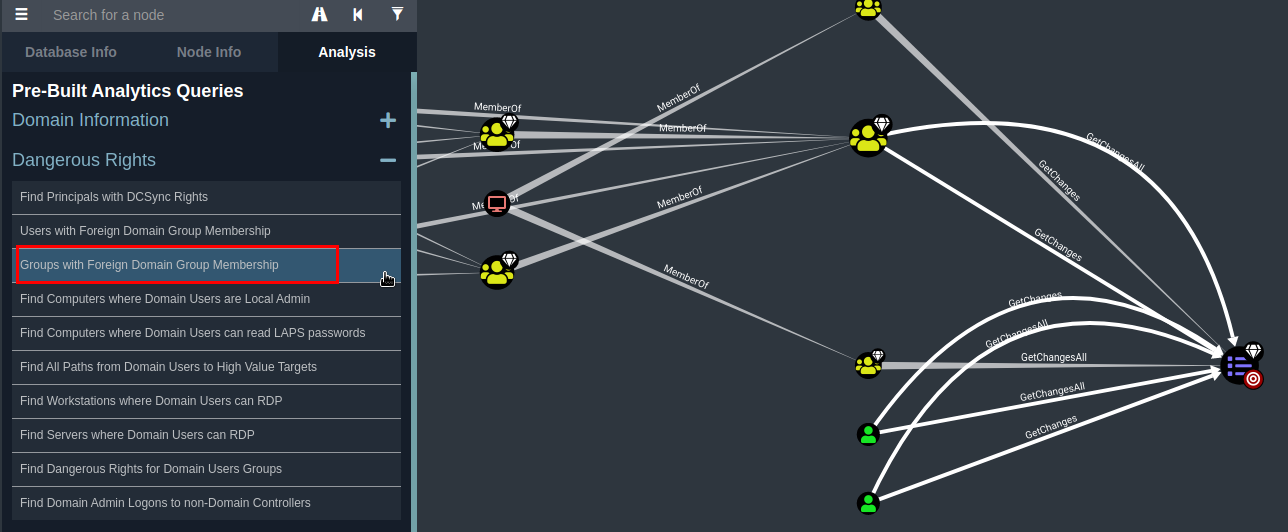 Search for a node
Database Info
Node Info
Analysis
Pre-Built Analytics Queries
Domain Information
Dangerous Rights
Find Principals with DCSync Rights
Users with Foreign Domain Group Membership
Groups with Foreign Domain Group Membership
Find Computers where Domain Users are Local Admin
Find Computers where Domain Users can read LAPS passwords
Find All Paths from Domain Users to High Value Targets
Find Workstations where Domain Users can RDP
Find Servers where Domain Users can RDP
Find Dangerous Rights for Domain Users Groups
Find Domain Admin Logons to non-Domain Controllers
MemberOf
MemberOf
MemberOf
MemberOf
MemberOf
GetChangesAll
GetChanges
GetChanges
GetChanges
GetChangesAll
GetChangesAll
GetChangesAll
GetChanges